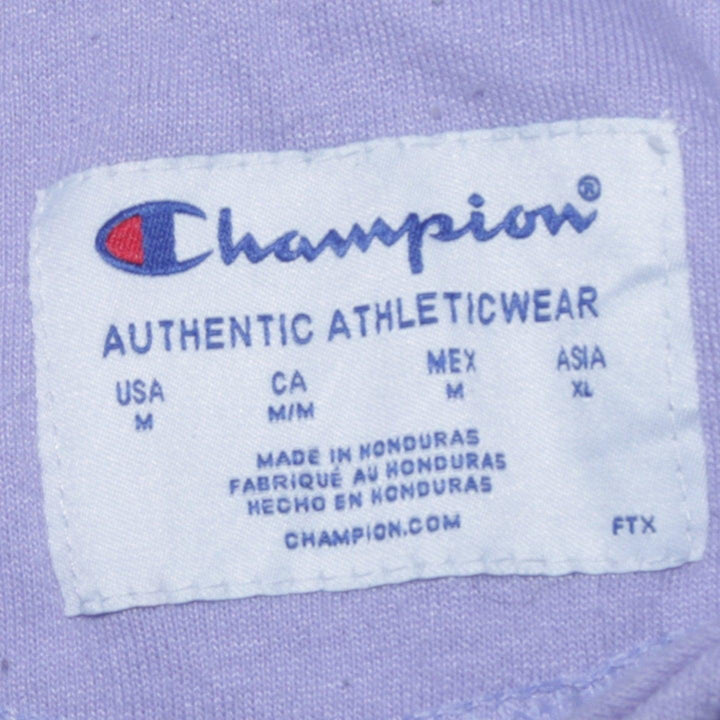 Champion®
AUTHENTIC ATHLETICWEAR
USA CA MEX ASIA
M M/M M XL
MADE IN HONDURAS
FABRIQUÉ AU HONDURAS
HECHO EN HONDURAS
CHAMPION.COM
FTX